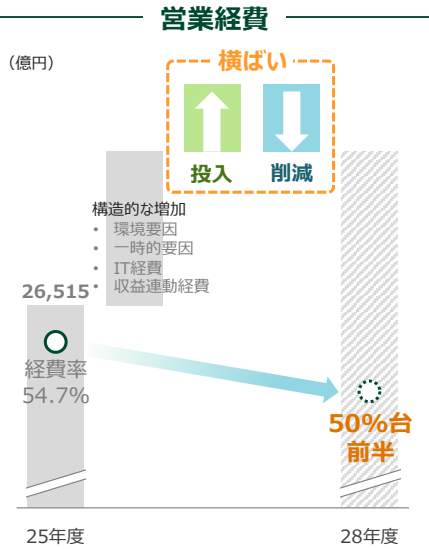 営業経費
（億円）
横ばい
投入
削減
構造的な増加
• 環境要因
• 一時的要因
• IT経費
• 収益連動経費
26,515
経費率
54.7%
50%台
前半
25年度
28年度